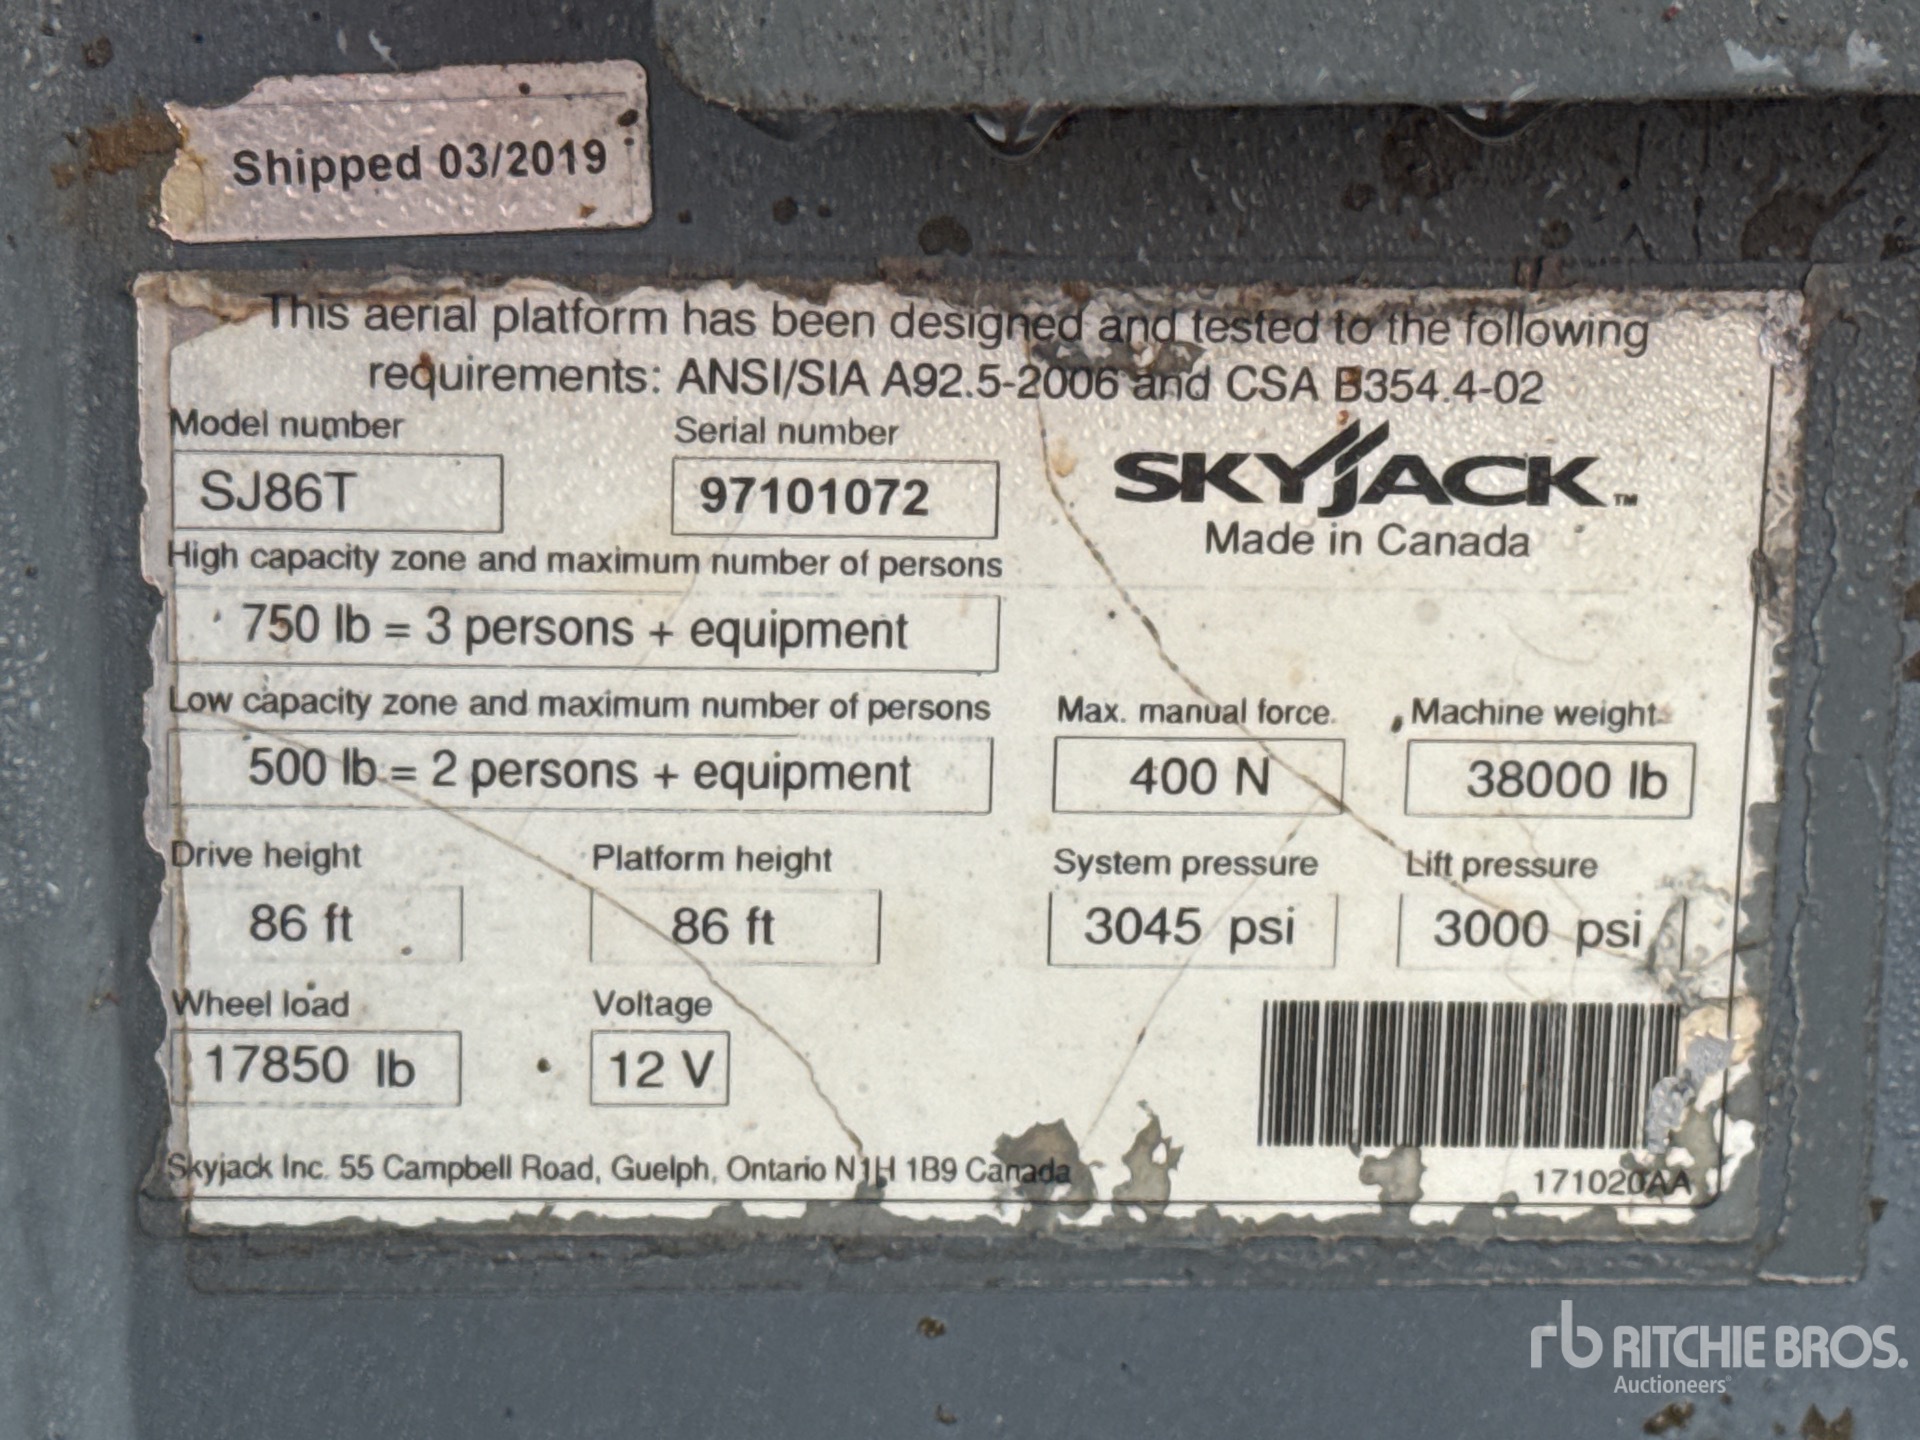 Shipped 03/2019
This aerial platform has been designed and tested to the following
requirements: ANSI/SIA A92.5-2006 and CSA B354.4-02
Model number
SJ86T
Serial number
97101072
SKYJACK™
Made in Canada
High capacity zone and maximum number of persons
750 lb = 3 persons + equipment
Low capacity zone and maximum number of persons
500 lb = 2 persons + equipment
Max. manual force
400 N
Machine weight
38000 lb
Drive height
86 ft
Platform height
86 ft
System pressure
3045 psi
Lift pressure
3000 psi
Wheel load
17850 lb
Voltage
12 V
Skyjack Inc. 55 Campbell Road, Guelph, Ontario N1H 1B9 Canada
171020AA
rb RITCHIE BROS.
Auctioneers